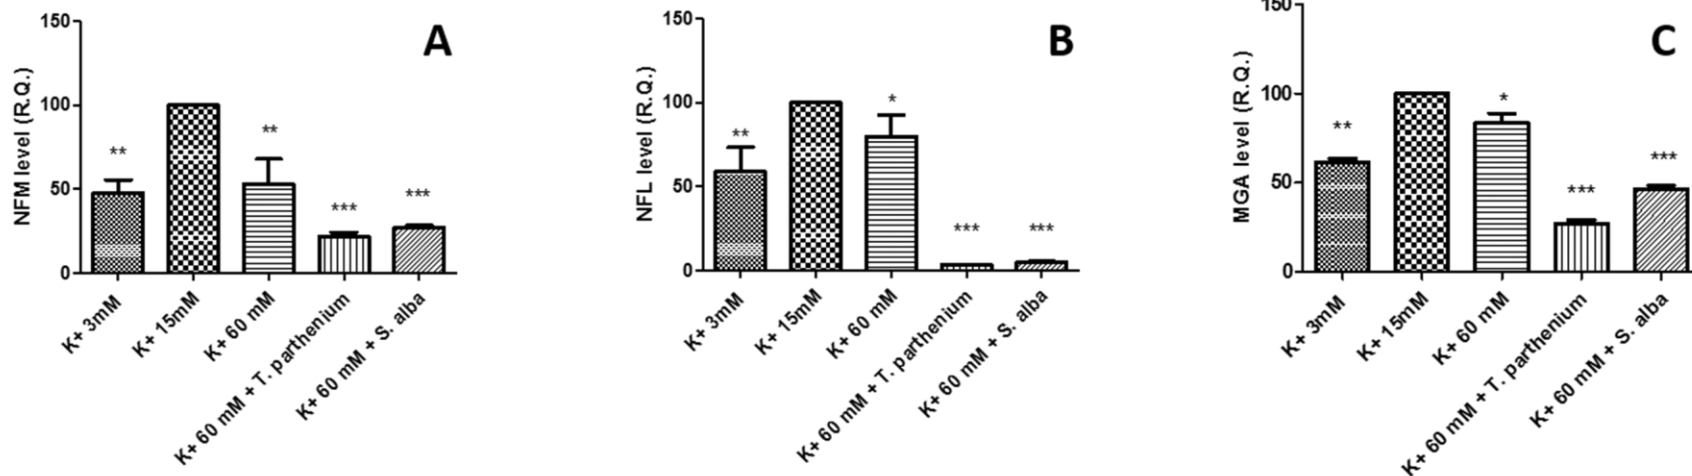 A
NFM level (R.Q.)
150
100
50
0
**
**
***
***
K+ 3mM
K+ 15mM
K+ 60 mM
K+ 60 mM + T. parthenium
K+ 60 mM + S. alba
B
NFL level (R.Q.)
150
100
50
0
**
*
***
***
K+ 3mM
K+ 15mM
K+ 60 mM
K+ 60 mM + T. parthenium
K+ 60 mM + S. alba
C
MGA level (R.Q.)
150
100
50
0
**
*
***
***
K+ 3mM
K+ 15mM
K+ 60 mM
K+ 60 mM + T. parthenium
K+ 60 mM + S. alba